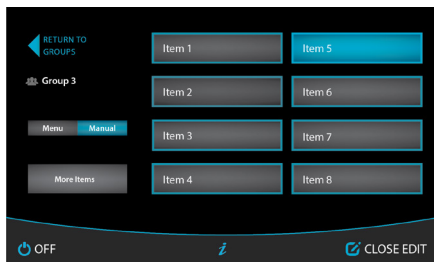 RETURN TO
GROUPS
Group 3
Menu Manual
More Items
Item 1
Item 5
Item 2
Item 6
Item 3
Item 7
Item 4
Item 8
OFF
i
CLOSE EDIT